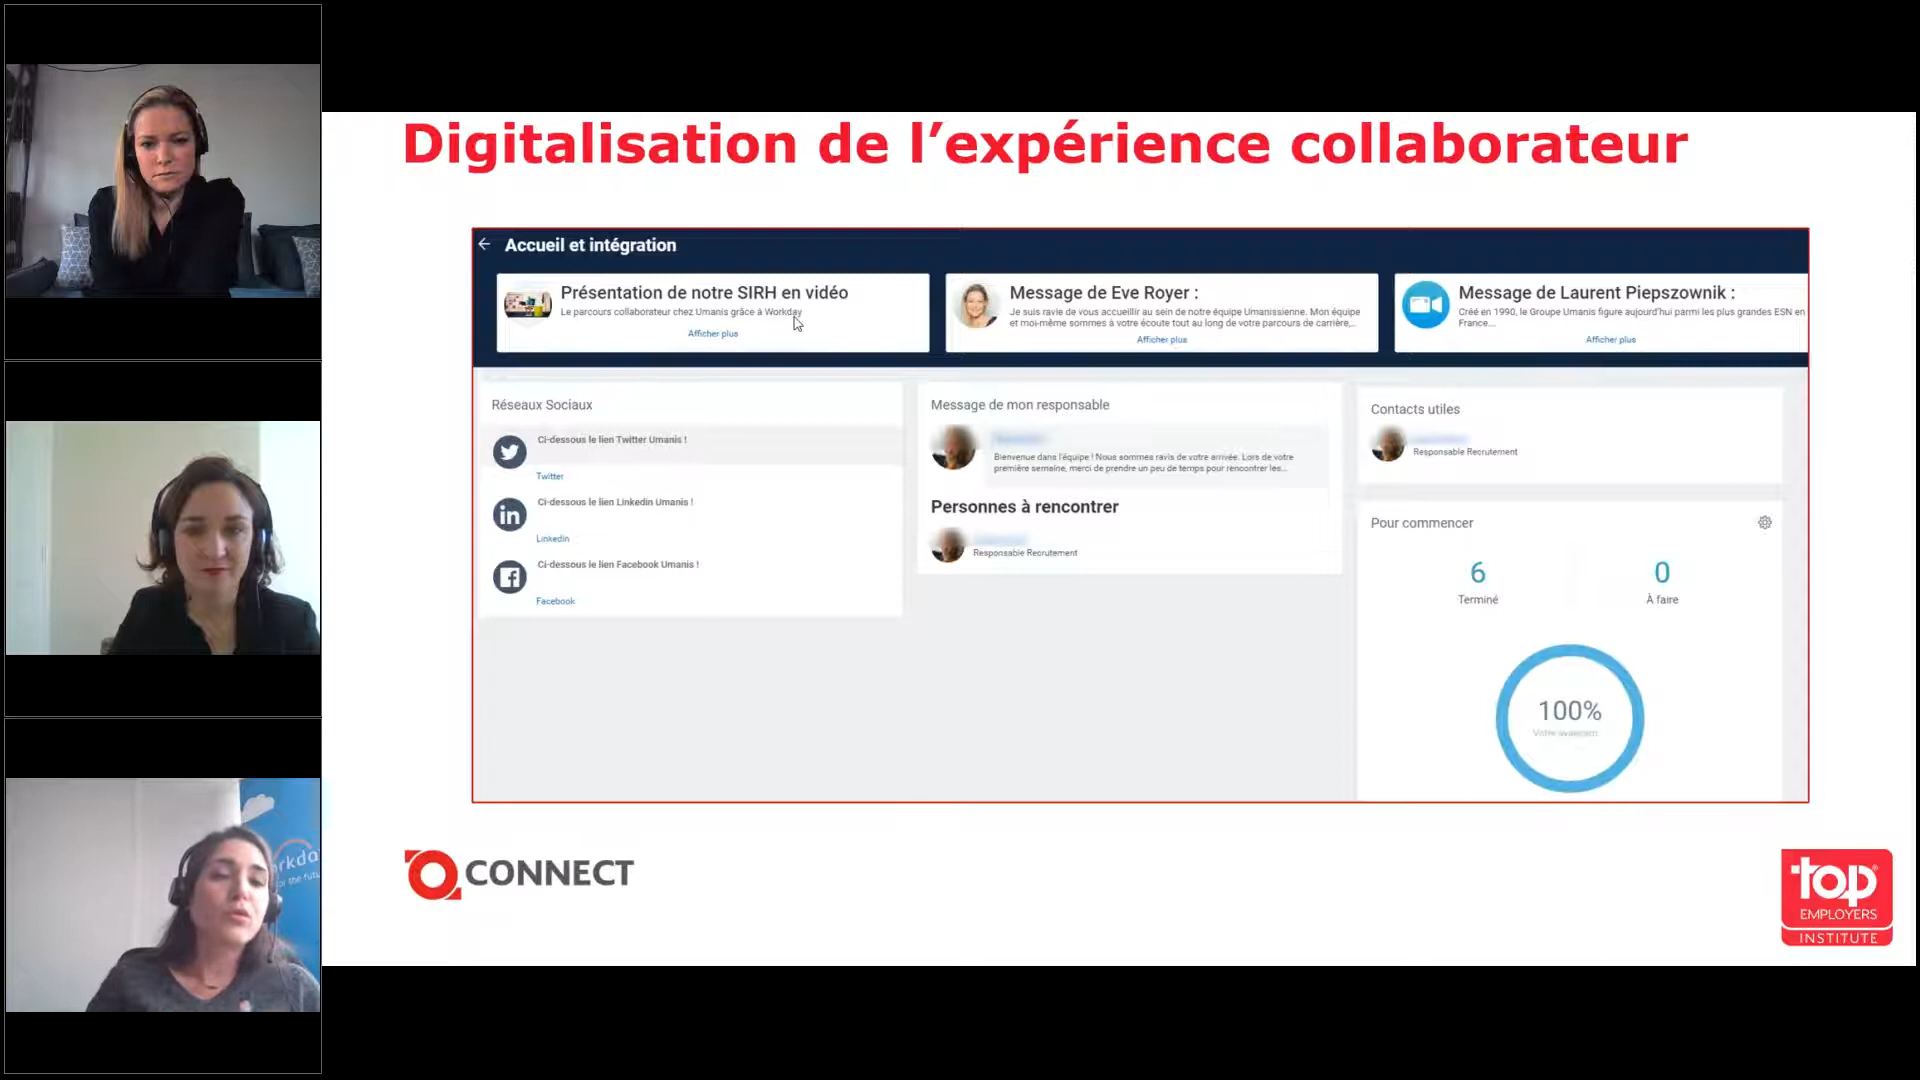 Digitalisation de l’expérience collaborateur
Accueil et intégration
Présentation de notre SIRH en vidéo
Le parcours collaborateur chez Umanis grâce à Workday
Afficher plus
Message de Eve Royer :
Je suis ravie de vous accueillir au sein de notre équipe Umanissienne. Mon équipe
et moi-même sommes à votre écoute tout au long de votre parcours de carrière,...
Afficher plus
Message de Laurent Piepszownik :
Créé en 1990, le Groupe Umanis figure aujourd'hui parmi les plus grandes ESN en
France...
Afficher plus
Réseaux Sociaux
Ci-dessous le lien Twitter Umanis !
Twitter
Ci-dessous le lien Linkedin Umanis !
Linkedin
Ci-dessous le lien Facebook Umanis !
Facebook
Message de mon responsable
Bienvenue dans l'équipe ! Nous sommes ravis de votre arrivée. Lors de votre
première semaine, merci de prendre un peu de temps pour rencontrer les...
Personnes à rencontrer
Responsable Recrutement
Contacts utiles
Responsable Recrutement
Pour commencer
6
Terminé
0
À faire
100%
CONNECT
top
EMPLOYERS
INSTITUTE